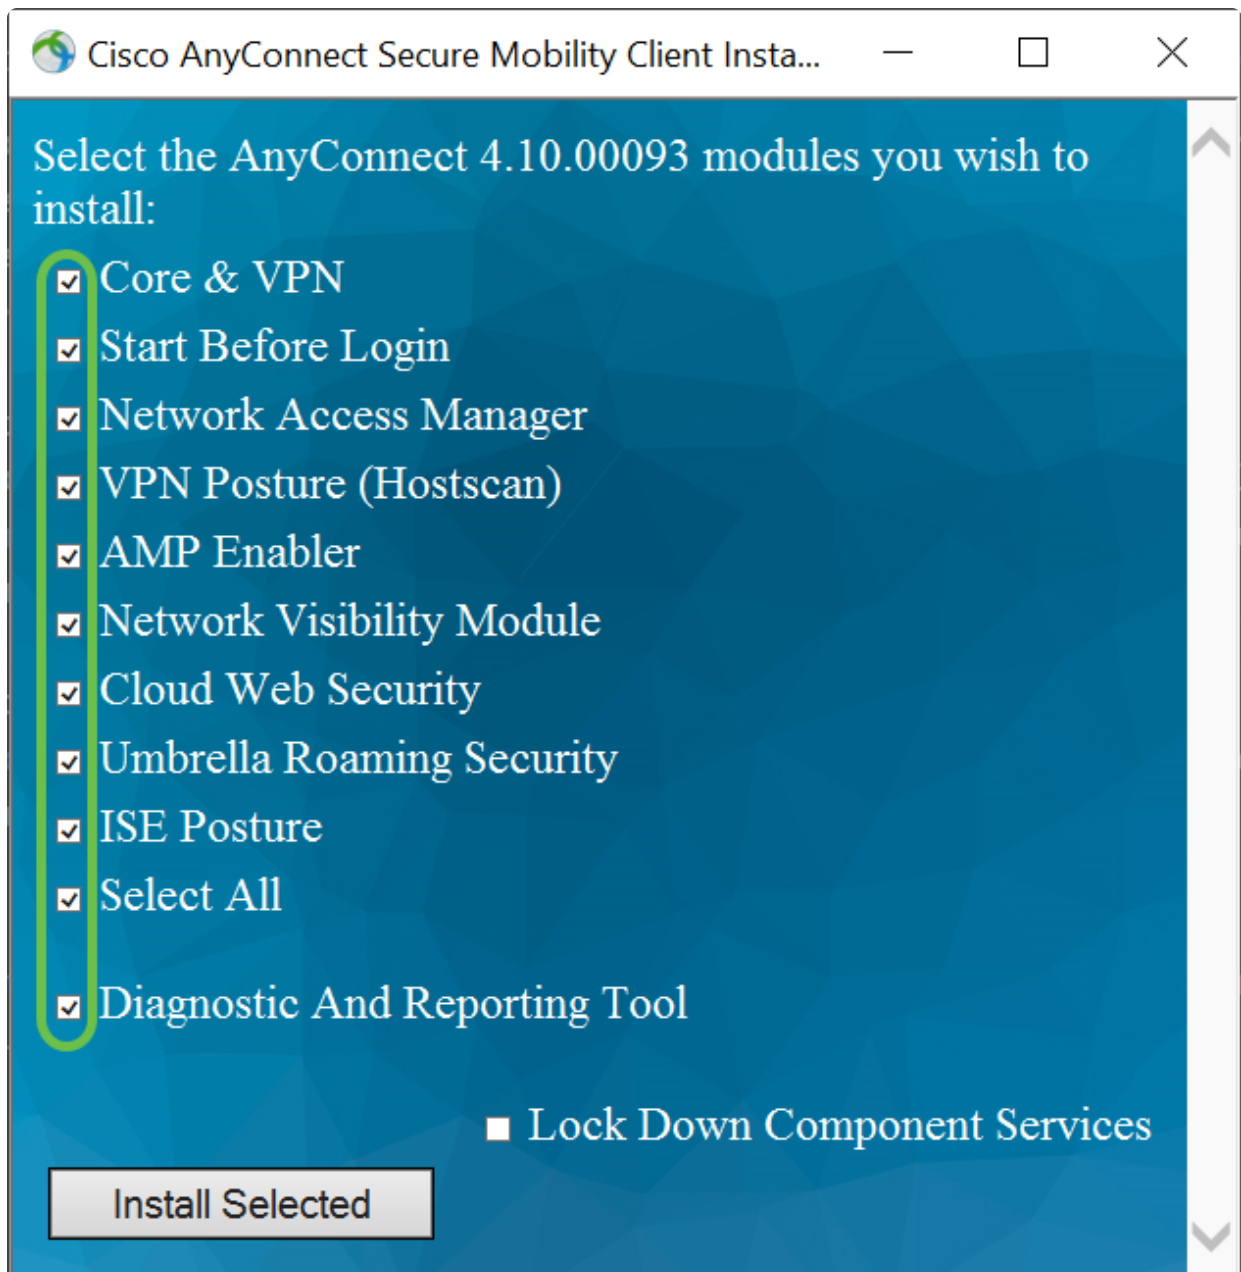 Cisco AnyConnect Secure Mobility Client Insta...
Select the AnyConnect 4.10.00093 modules you wish to
install:
Core & VPN
Start Before Login
Network Access Manager
VPN Posture (Hostscan)
AMP Enabler
Network Visibility Module
Cloud Web Security
Umbrella Roaming Security
ISE Posture
Select All
Diagnostic And Reporting Tool
Lock Down Component Services
Install Selected